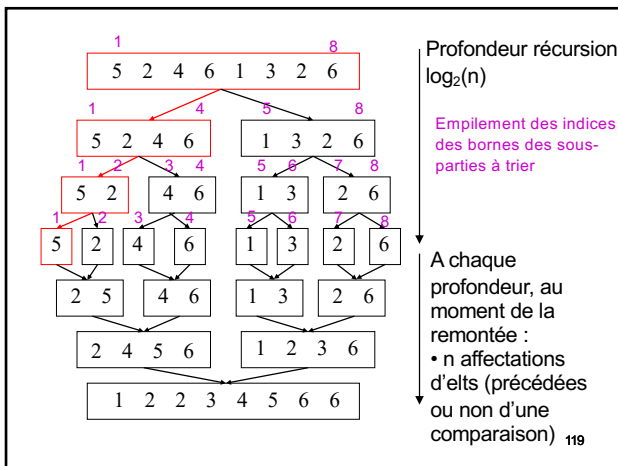 1 8
5 2 4 6 1 3 2 6
1 4 5 8
5 2 4 6 1 3 2 6
1 2 3 4 5 6 7 8
5 2 4 6 1 3 2 6
1 2 3 4 5 6 7 8
5 2 4 6 1 3 2 6
2 5 4 6 1 3 2 6
2 4 5 6 1 2 3 6
1 2 2 3 4 5 6 6
Profondeur récursion
log₂(n)
Empilement des indices
des bornes des sous-
parties à trier
A chaque
profondeur, au
moment de la
remontée :
• n affectations
d'elts (précédées
ou non d'une
comparaison)
119